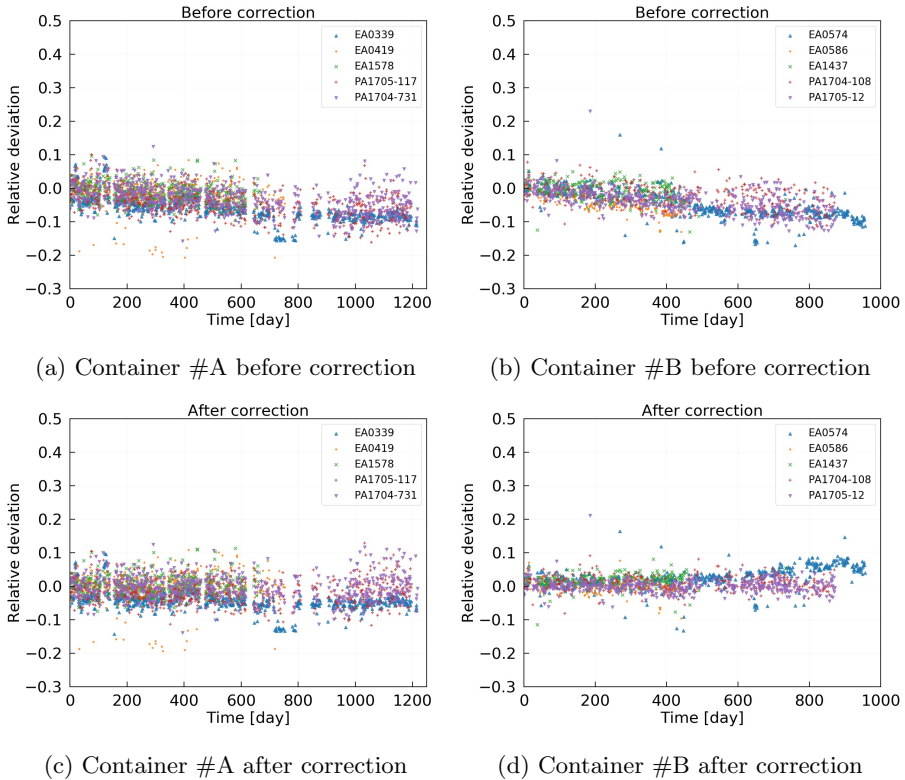 Before correction
0.5
0.4
0.3
0.2
0.1
0.0
−0.1
−0.2
−0.3
Relative deviation
0 200 400 600 800 1000 1200
Time [day]
EA0339
EA0419
EA1578
PA1705-117
PA1704-731
(a) Container #A before correction
Before correction
0.5
0.4
0.3
0.2
0.1
0.0
−0.1
−0.2
−0.3
Relative deviation
0 200 400 600 800 1000
Time [day]
EA0574
EA0586
EA1437
PA1704-108
PA1705-12
(b) Container #B before correction
After correction
0.5
0.4
0.3
0.2
0.1
0.0
−0.1
−0.2
−0.3
Relative deviation
0 200 400 600 800 1000 1200
Time [day]
EA0339
EA0419
EA1578
PA1705-117
PA1704-731
(c) Container #A after correction
After correction
0.5
0.4
0.3
0.2
0.1
0.0
−0.1
−0.2
−0.3
Relative deviation
0 200 400 600 800 1000
Time [day]
EA0574
EA0586
EA1437
PA1704-108
PA1705-12
(d) Container #B after correction